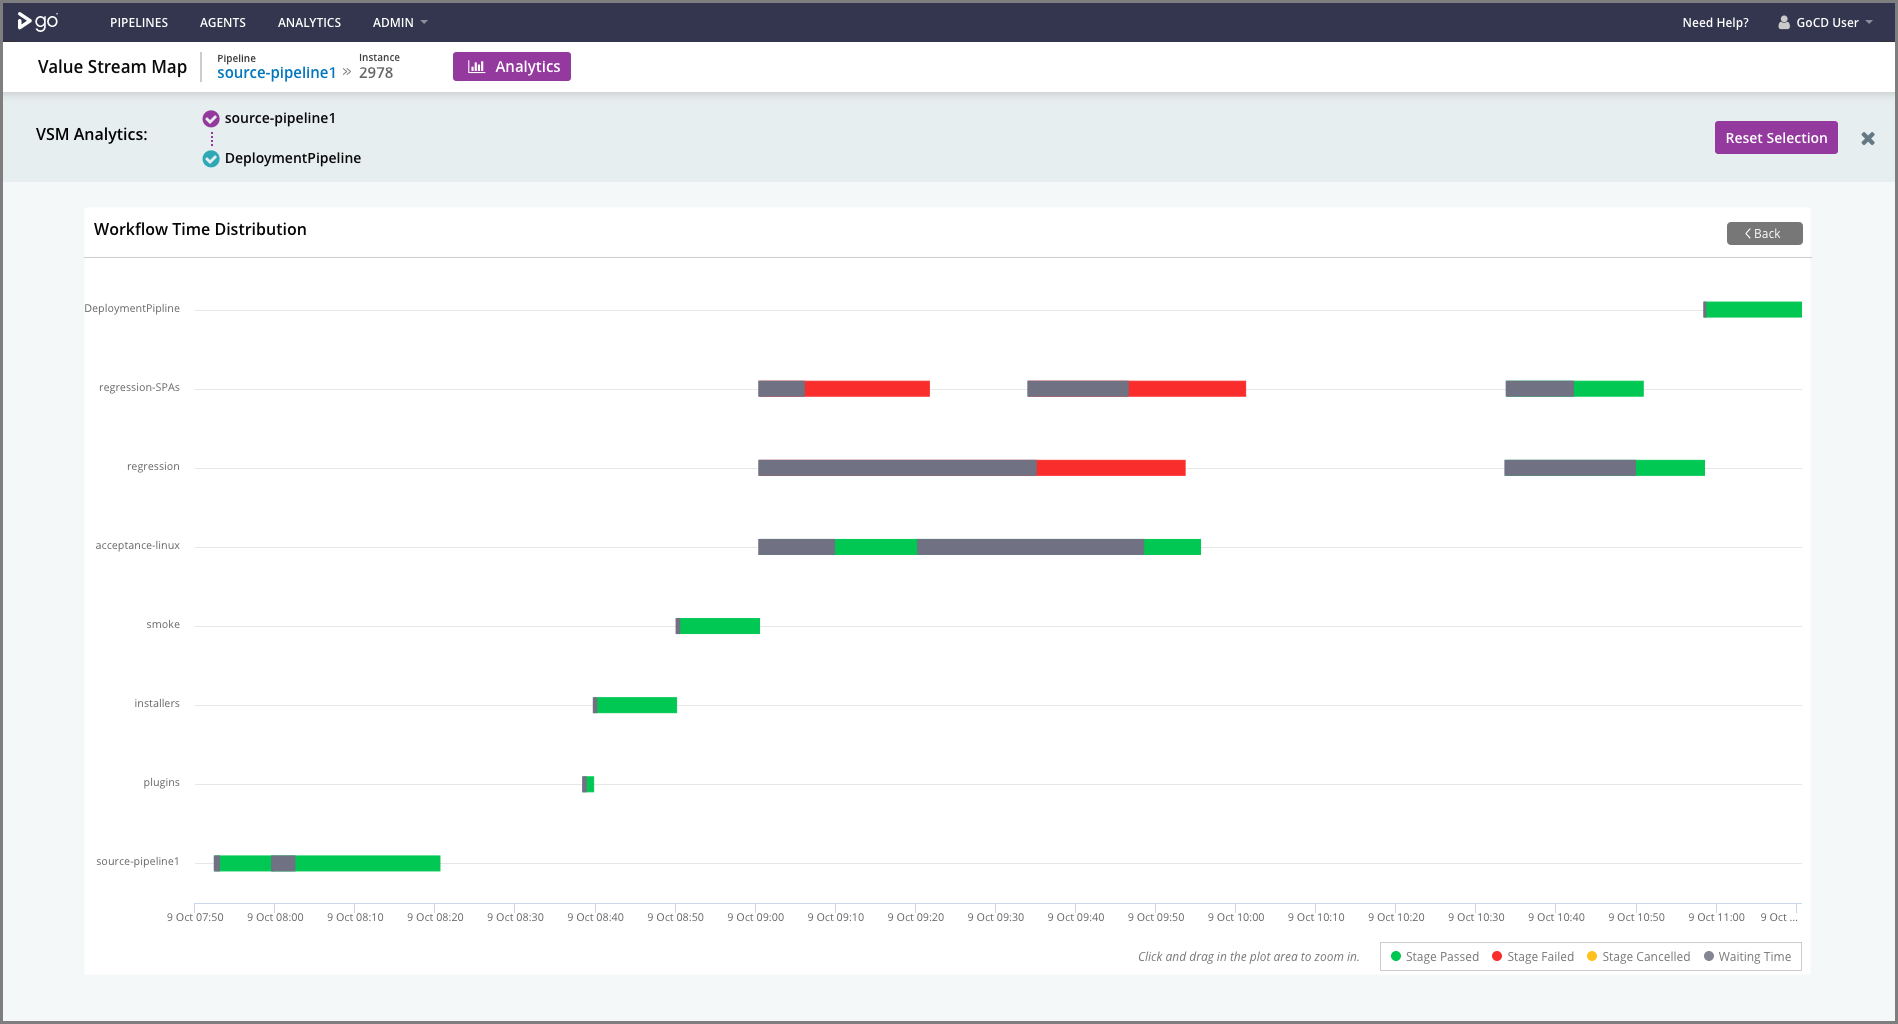 go
PIPELINES AGENTS ANALYTICS ADMIN Need Help? GoCD User
Value Stream Map
Pipeline
source-pipeline1 »
Instance
2978
Analytics
VSM Analytics:
source-pipeline1
DeploymentPipeline
Reset Selection
Workflow Time Distribution
Back
DeploymentPipline
regression-SPAs
regression
acceptance-linux
smoke
installers
plugins
source-pipeline1
9 Oct 07:50 9 Oct 08:00 9 Oct 08:10 9 Oct 08:20 9 Oct 08:30 9 Oct 08:40 9 Oct 08:50 9 Oct 09:00 9 Oct 09:10 9 Oct 09:20 9 Oct 09:30 9 Oct 09:40 9 Oct 09:50 9 Oct 10:00 9 Oct 10:10 9 Oct 10:20 9 Oct 10:30 9 Oct 10:40 9 Oct 10:50 9 Oct 11:00 9 Oct ...
Click and drag in the plot area to zoom in.
Stage Passed Stage Failed Stage Cancelled Waiting Time